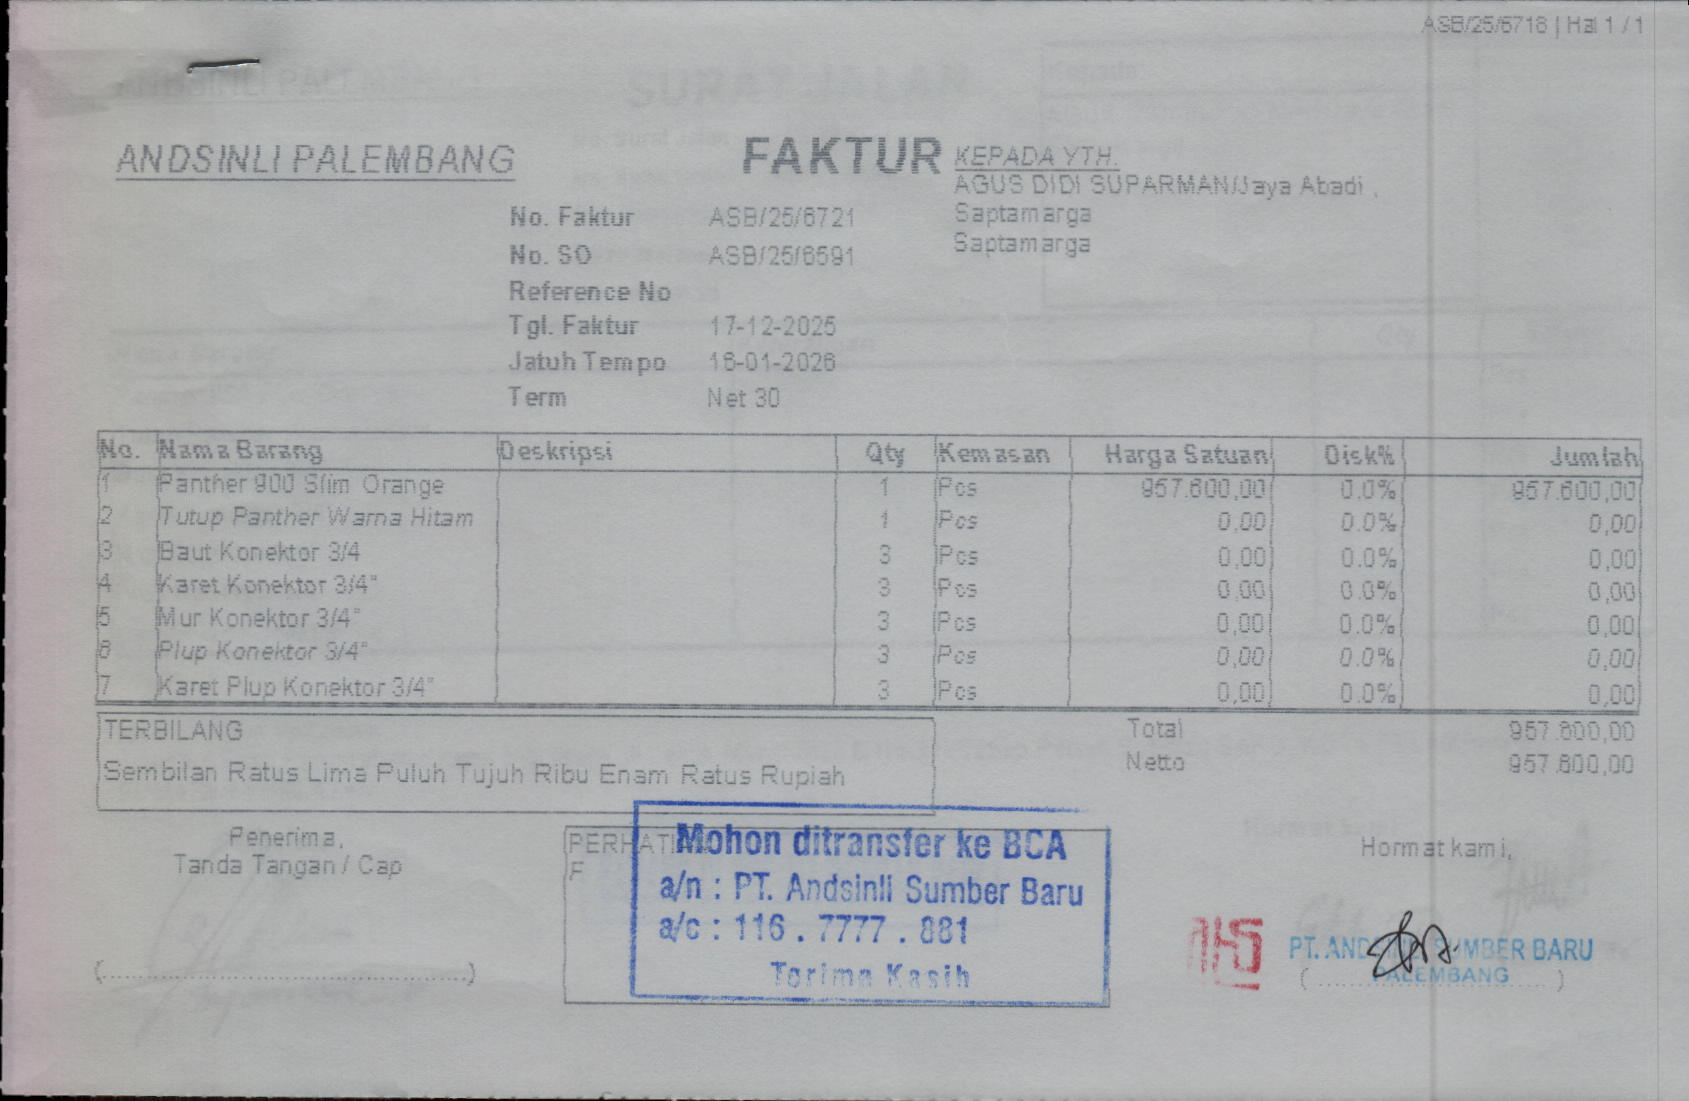 ASB/25/6718 | Hal 1 / 1
ANDSINLI PALEMBANG
FAKTUR
KEPADA YTH.
AGUS DIDI SUPARMAN/Jaya Abadi ,
Saptamarga
Saptamarga
No. Faktur ASB/25/6721
No. SO ASB/25/6591
Reference No
Tgl. Faktur 17-12-2025
Jatuh Tempo 16-01-2026
Term Net 30
No. Nama Barang Deskripsi Qty Kemasan Harga Satuan Disk% Jumlah
1 Panther 900 Slim Orange 1 Pcs 957.600,00 0.0% 957.600,00
2 Tutup Panther Warna Hitam 1 Pcs 0,00 0.0% 0,00
3 Baut Konektor 3/4 3 Pcs 0,00 0.0% 0,00
4 Karet Konektor 3/4" 3 Pcs 0,00 0.0% 0,00
5 Mur Konektor 3/4" 3 Pcs 0,00 0.0% 0,00
6 Plup Konektor 3/4" 3 Pcs 0,00 0.0% 0,00
7 Karet Plup Konektor 3/4" 3 Pcs 0,00 0.0% 0,00
TERBILANG
Sembilan Ratus Lima Puluh Tujuh Ribu Enam Ratus Rupiah
Total 957.600,00
Netto 957.600,00
Penerima,
Tanda Tangan / Cap
(........................................)
PERHATI
F
Mohon ditransfer ke BCA
a/n : PT. Andsinli Sumber Baru
a/c : 116 . 7777 . 881
Terima Kasih
Hormat kami,
PT. AND SUMBER BARU
PALEMBANG